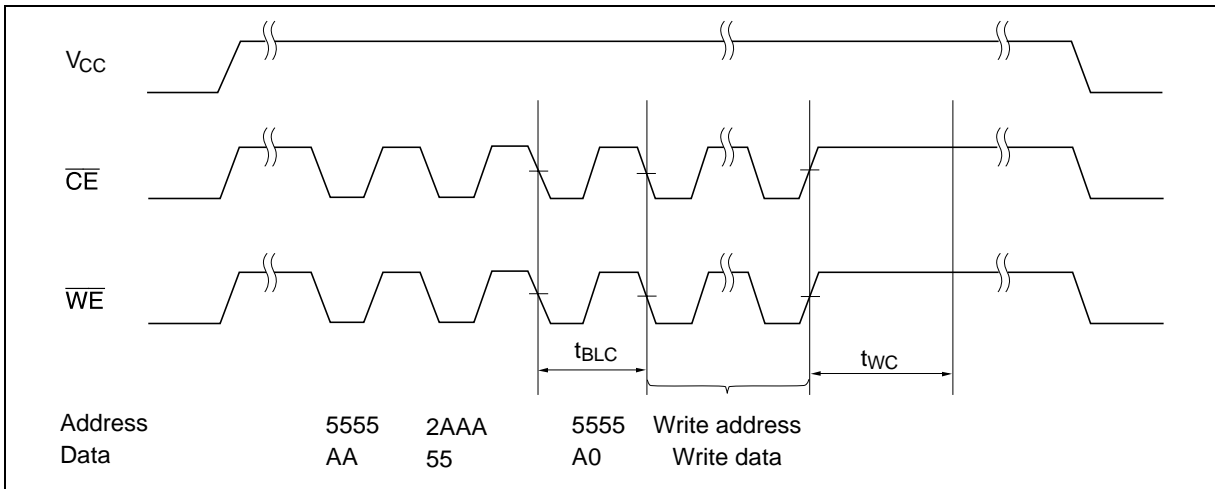 VCC
CE
WE
tBLC
tWC
Address 5555 2AAA 5555 Write address
Data AA 55 A0 Write data